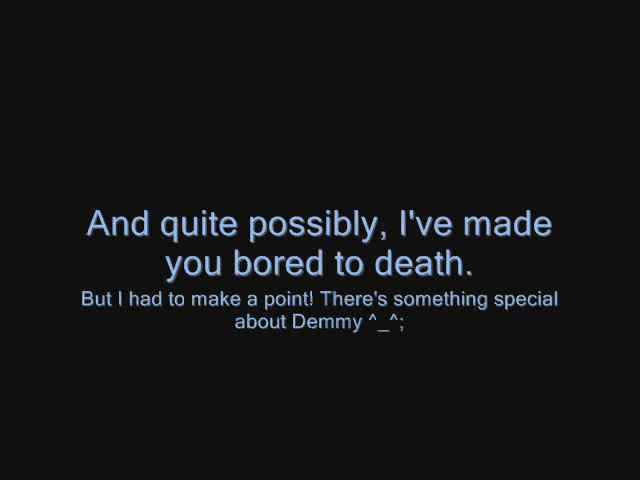 And quite possibly, I've made
you bored to death.
But I had to make a point! There's something special
about Demmy ^_^;